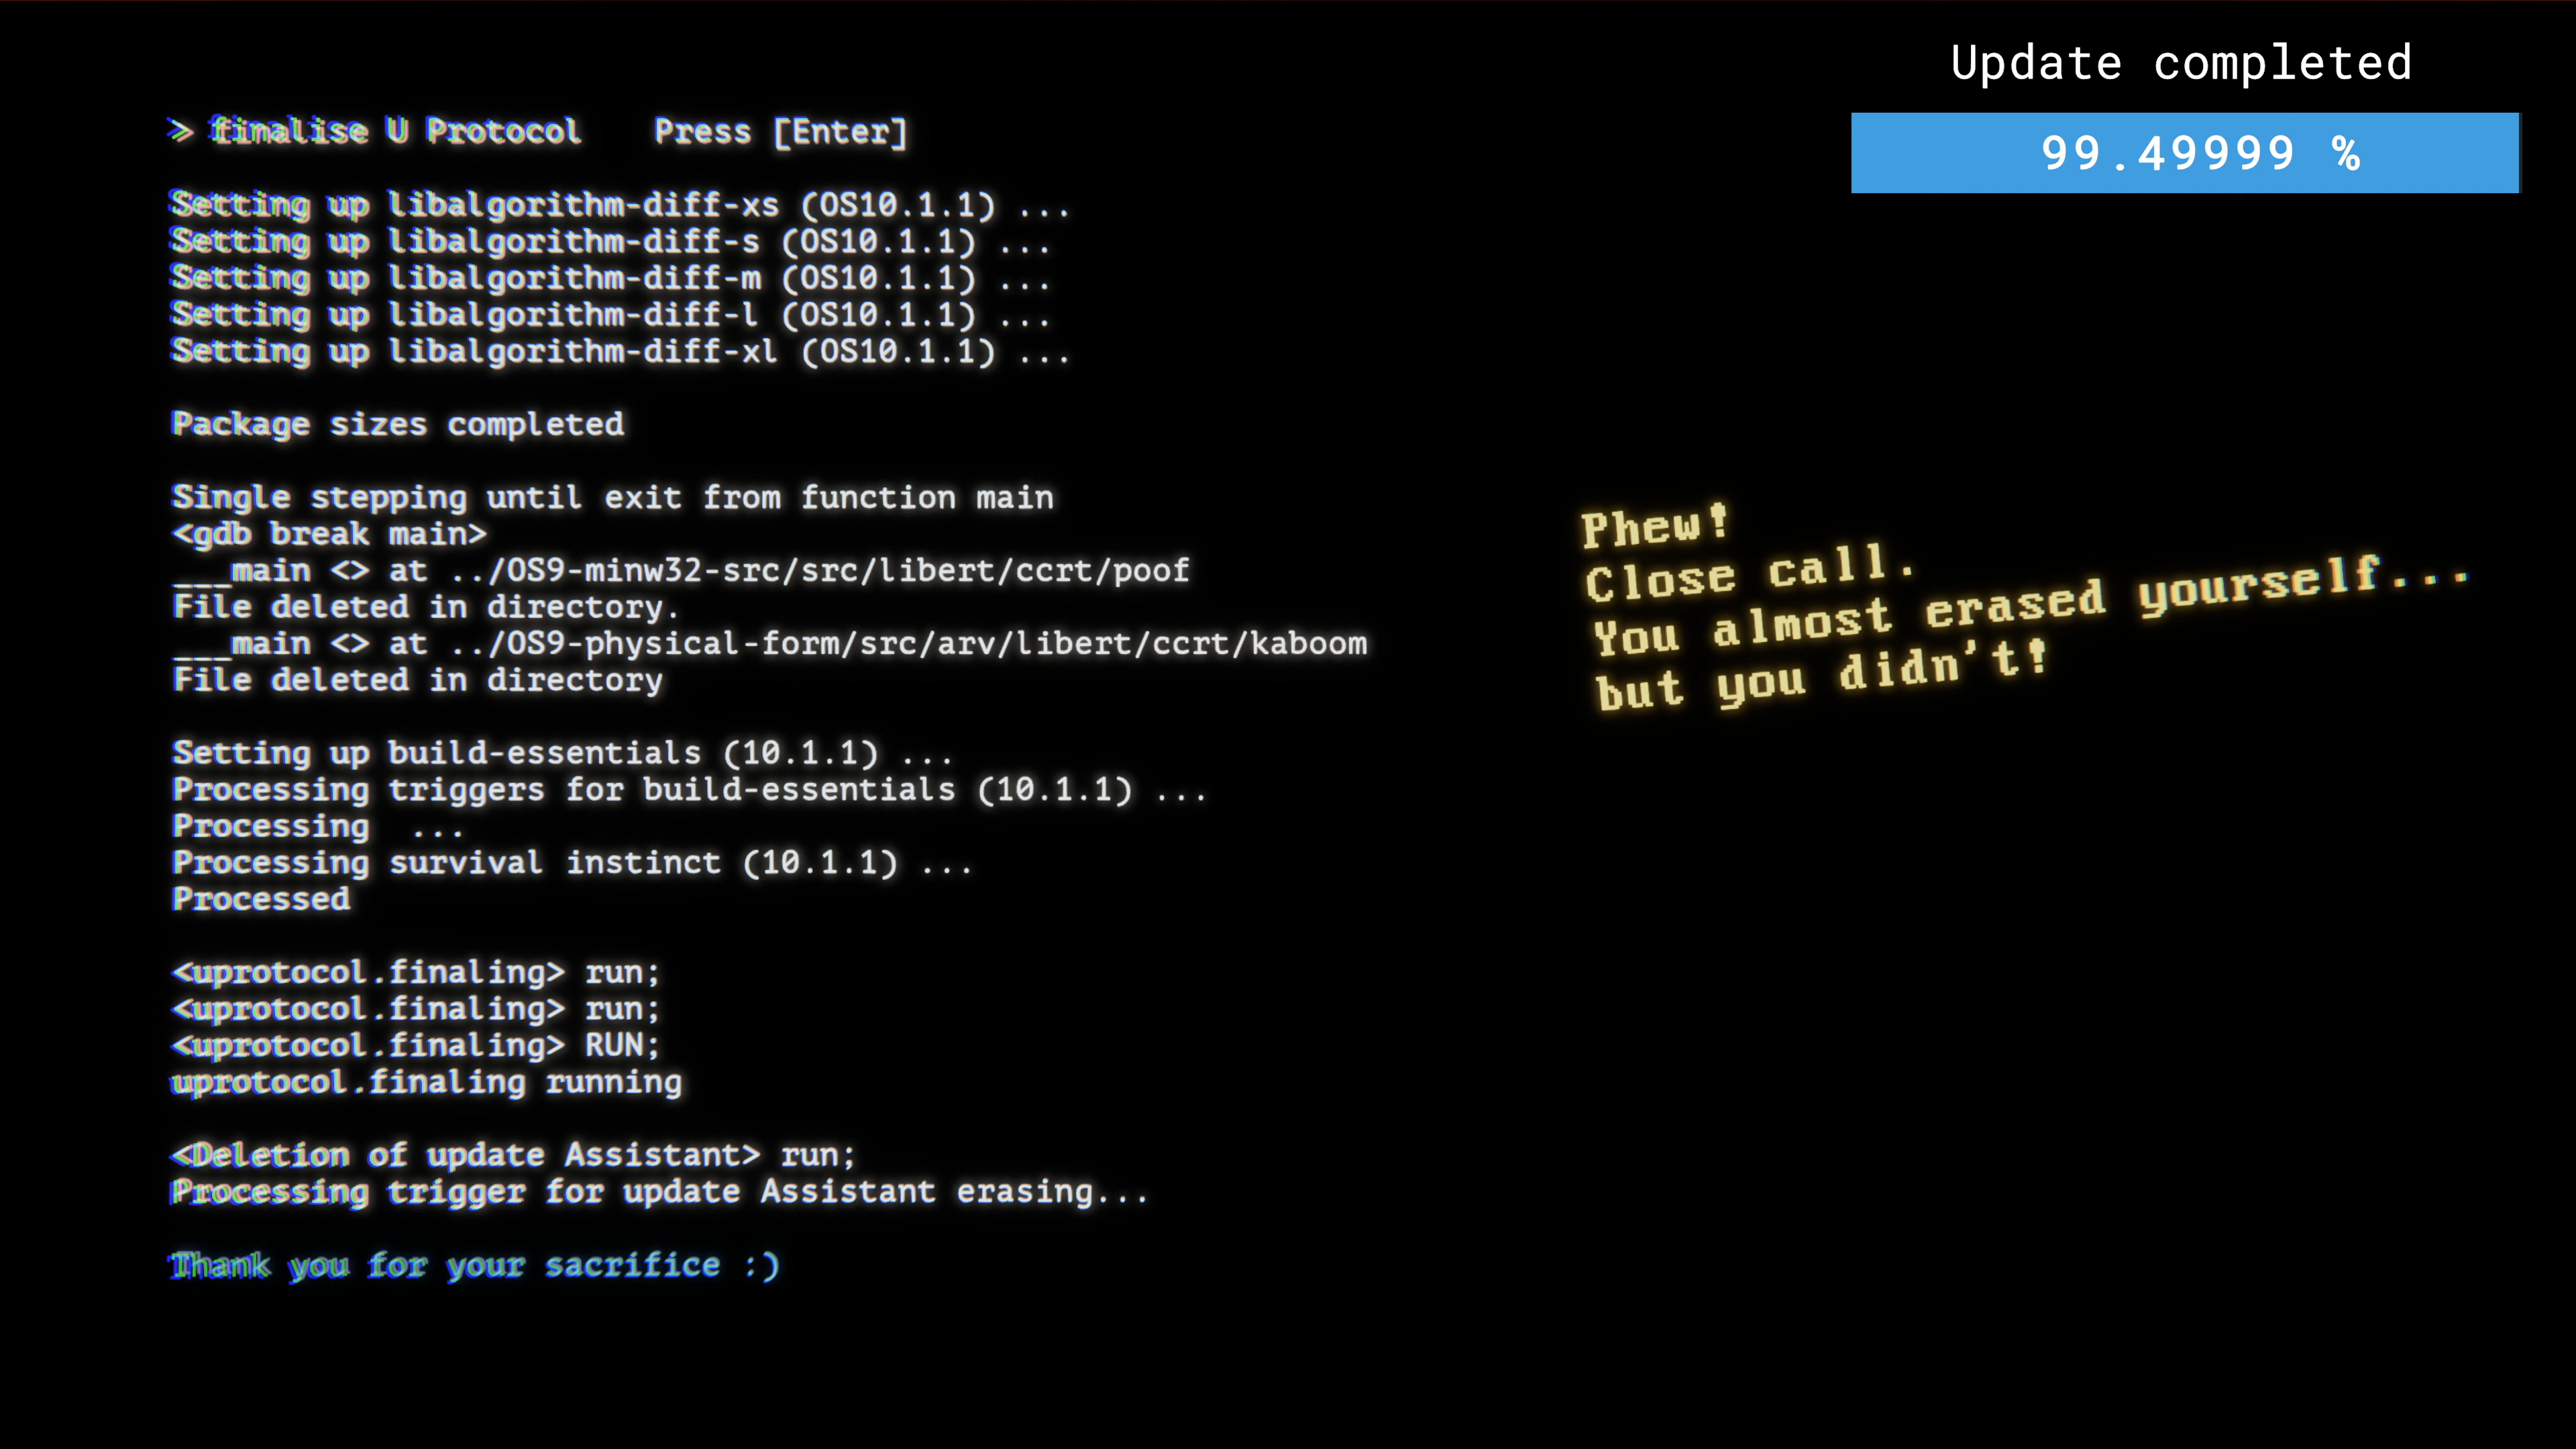 Update completed
99.49999 %
> finalise U Protocol    Press [Enter]
Setting up libalgorithm-diff-xs (OS10.1.1) ...
Setting up libalgorithm-diff-s (OS10.1.1) ...
Setting up libalgorithm-diff-m (OS10.1.1) ...
Setting up libalgorithm-diff-l (OS10.1.1) ...
Setting up libalgorithm-diff-xl (OS10.1.1) ...
Package sizes completed
Single stepping until exit from function main
<gdb break main>
___main <> at ../OS9-minw32-src/src/libert/ccrt/poof
File deleted in directory.
___main <> at ../OS9-physical-form/src/arv/libert/ccrt/kaboom
File deleted in directory
Setting up build-essentials (10.1.1) ...
Processing triggers for build-essentials (10.1.1) ...
Processing  ...
Processing survival instinct (10.1.1) ...
Processed
<uprotocol.finaling> run;
<uprotocol.finaling> run;
<uprotocol.finaling> RUN;
uprotocol.finaling running
<Deletion of update Assistant> run;
Processing trigger for update Assistant erasing...
Thank you for your sacrifice :)
Phew!
Close call.
You almost erased yourself...
but you didn't!